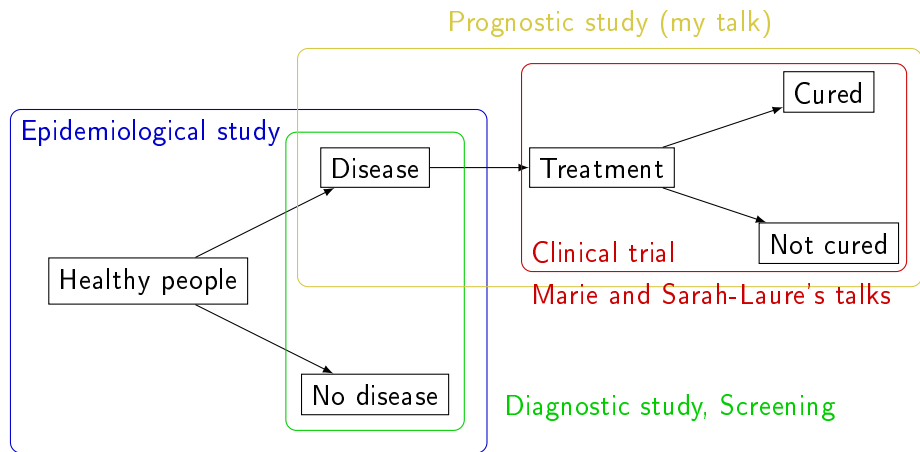 Prognostic study (my talk)
Cured
Epidemiological study
Disease
Treatment
Not cured
Clinical trial
Healthy people
Marie and Sarah-Laure's talks
No disease
Diagnostic study, Screening